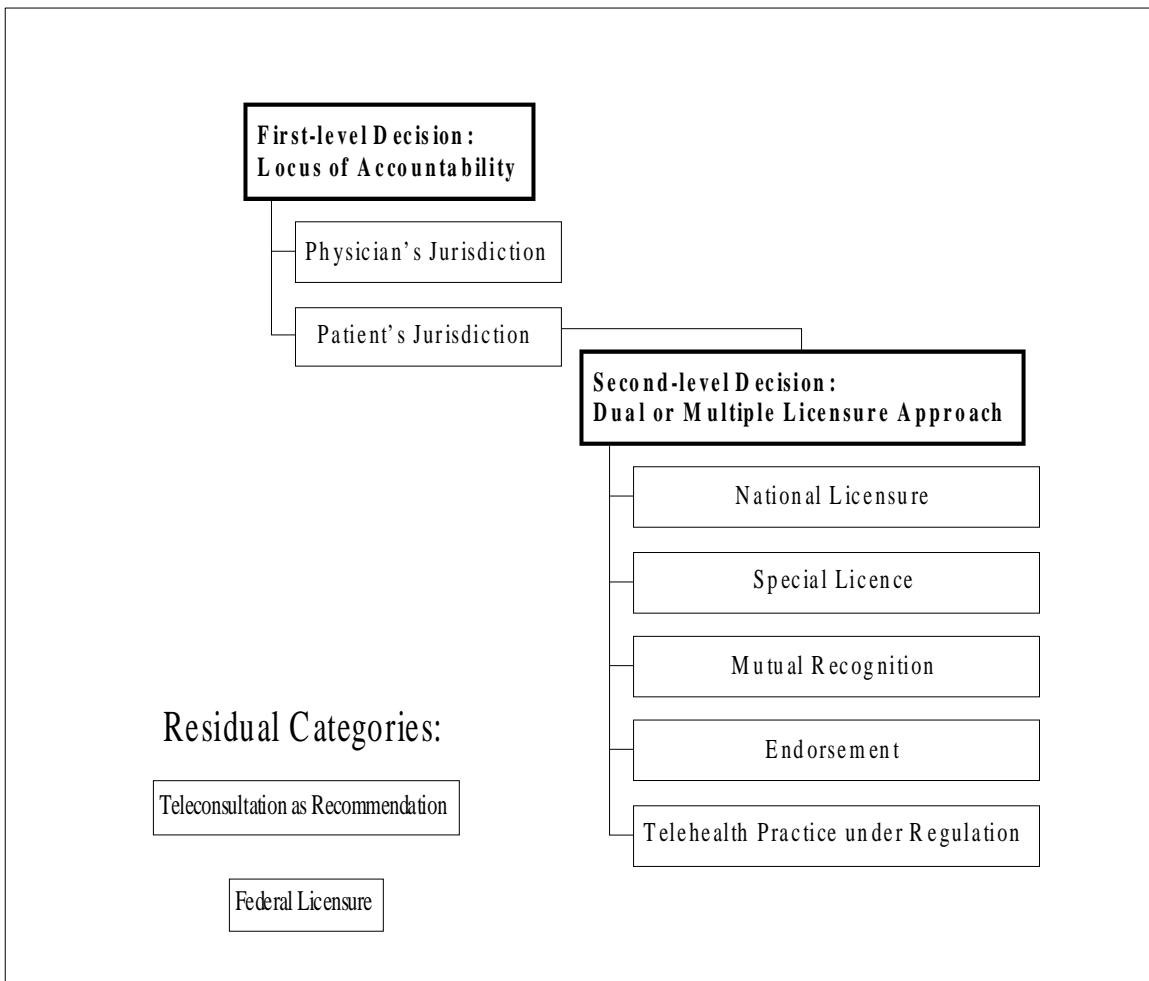 First-level Decision:
Locus of Accountability
Physician’s Jurisdiction
Patient’s Jurisdiction
Second-level Decision:
Dual or Multiple Licensure Approach
National Licensure
Special Licence
Mutual Recognition
Endorsement
Telehealth Practice under Regulation
Residual Categories:
Teleconsultation as Recommendation
Federal Licensure